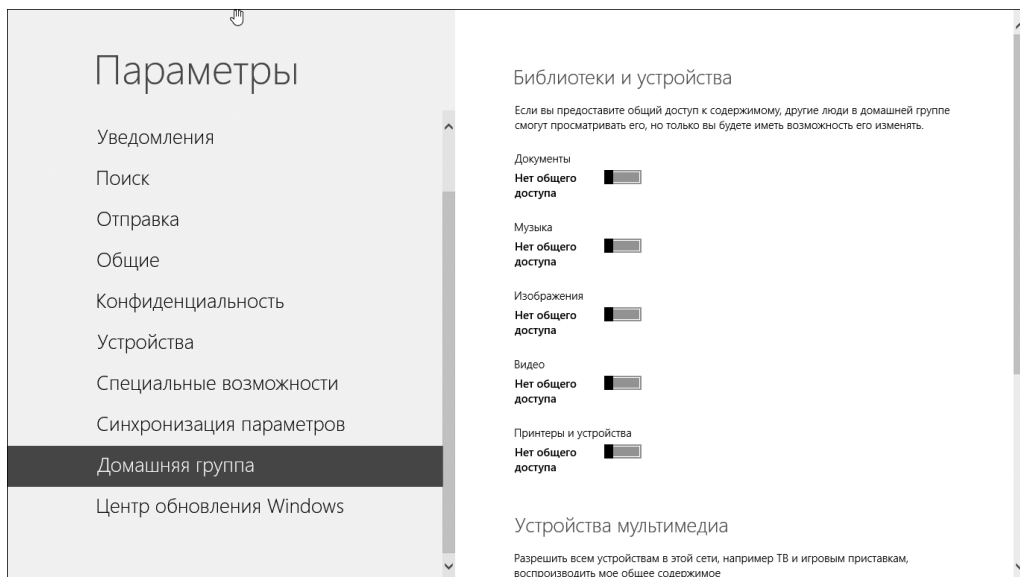 Параметры
Уведомления
Поиск
Отправка
Общие
Конфиденциальность
Устройства
Специальные возможности
Синхронизация параметров
Домашняя группа
Центр обновления Windows
Библиотеки и устройства
Если вы предоставите общий доступ к содержимому, другие люди в домашней группе
смогут просматривать его, но только вы будете иметь возможность его изменять.
Документы
Нет общего
доступа
Музыка
Нет общего
доступа
Изображения
Нет общего
доступа
Видео
Нет общего
доступа
Принтеры и устройства
Нет общего
доступа
Устройства мультимедиа
Разрешить всем устройствам в этой сети, например ТВ и игровым приставкам,
воспроизводить мое общее содержимое